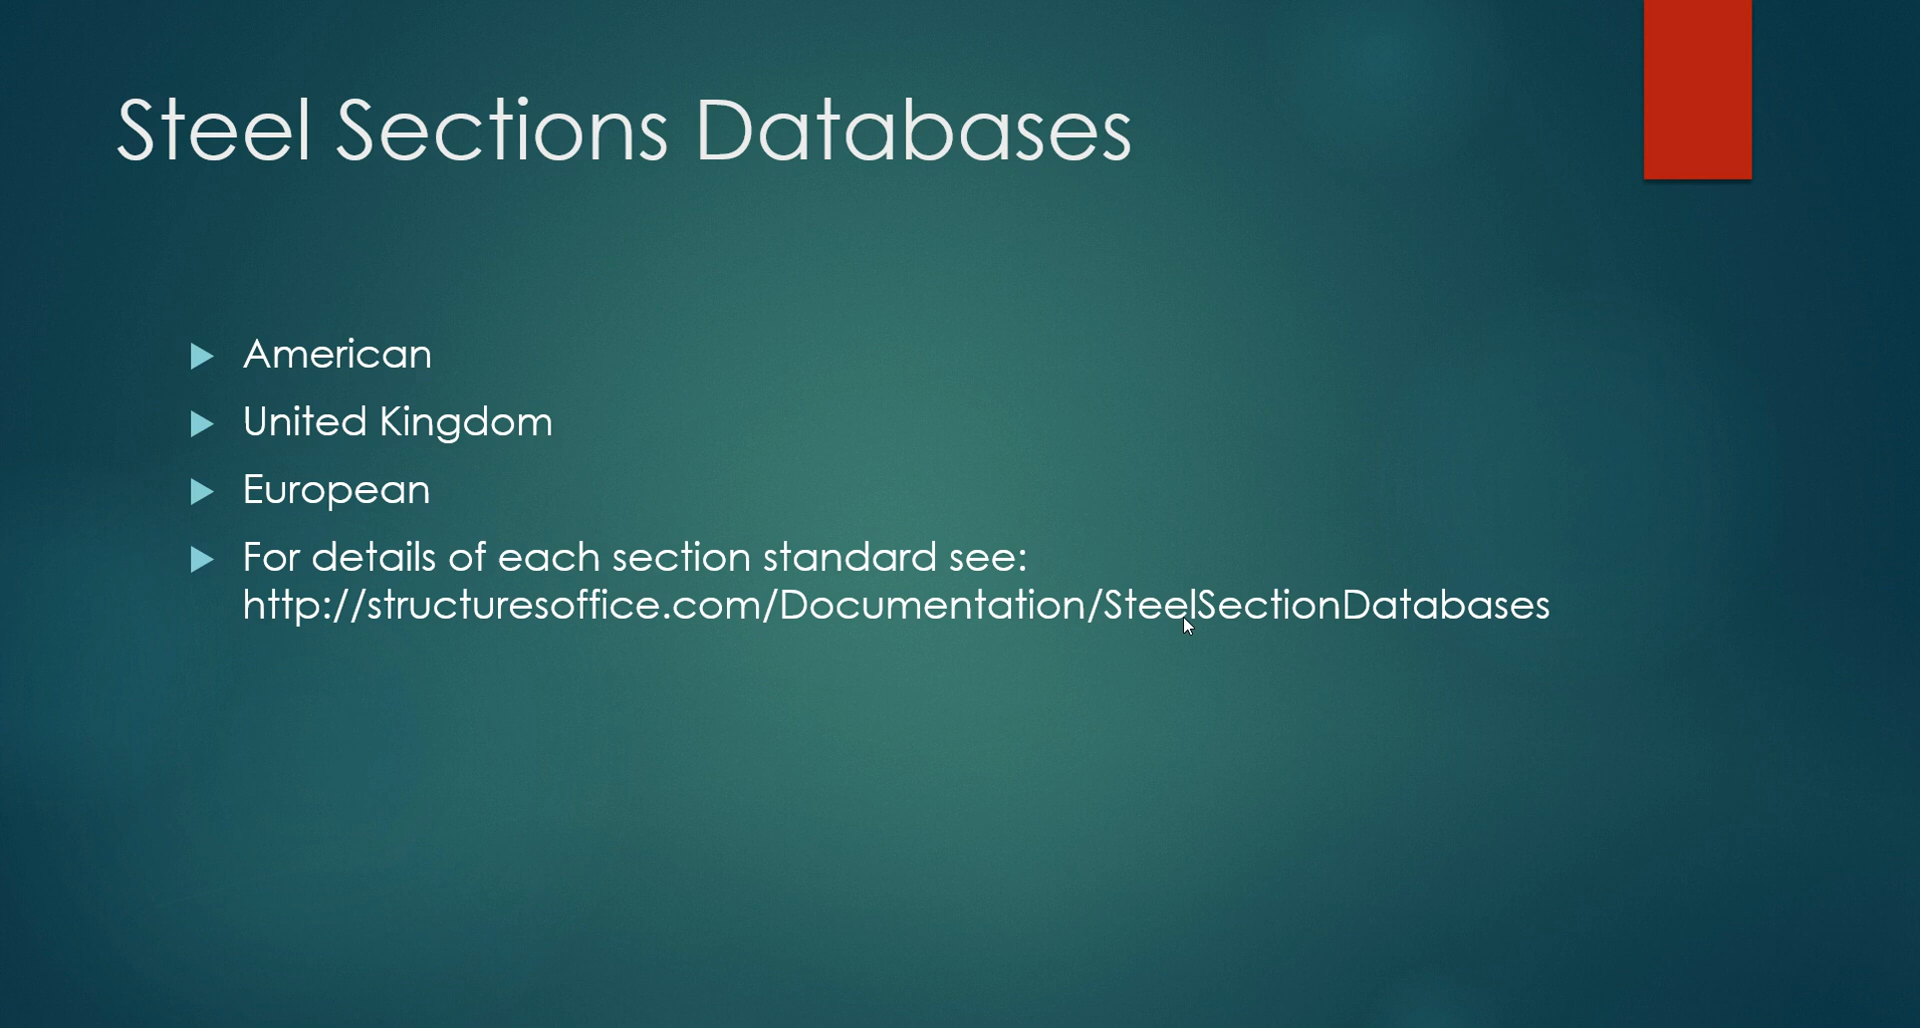 Steel Sections Databases
American
United Kingdom
European
For details of each section standard see:
http://structuresoffice.com/Documentation/SteelSectionDatabases